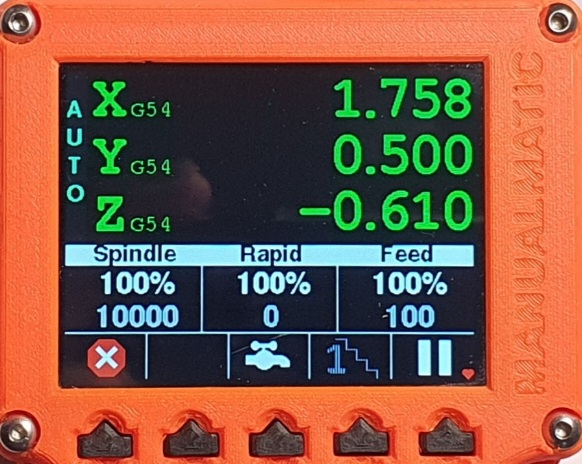 AUTO
X G54 1.758
Y G54 0.500
Z G54 -0.610
Spindle Rapid Feed
100% 100% 100%
10000 0 100
1
MANUALMATIC